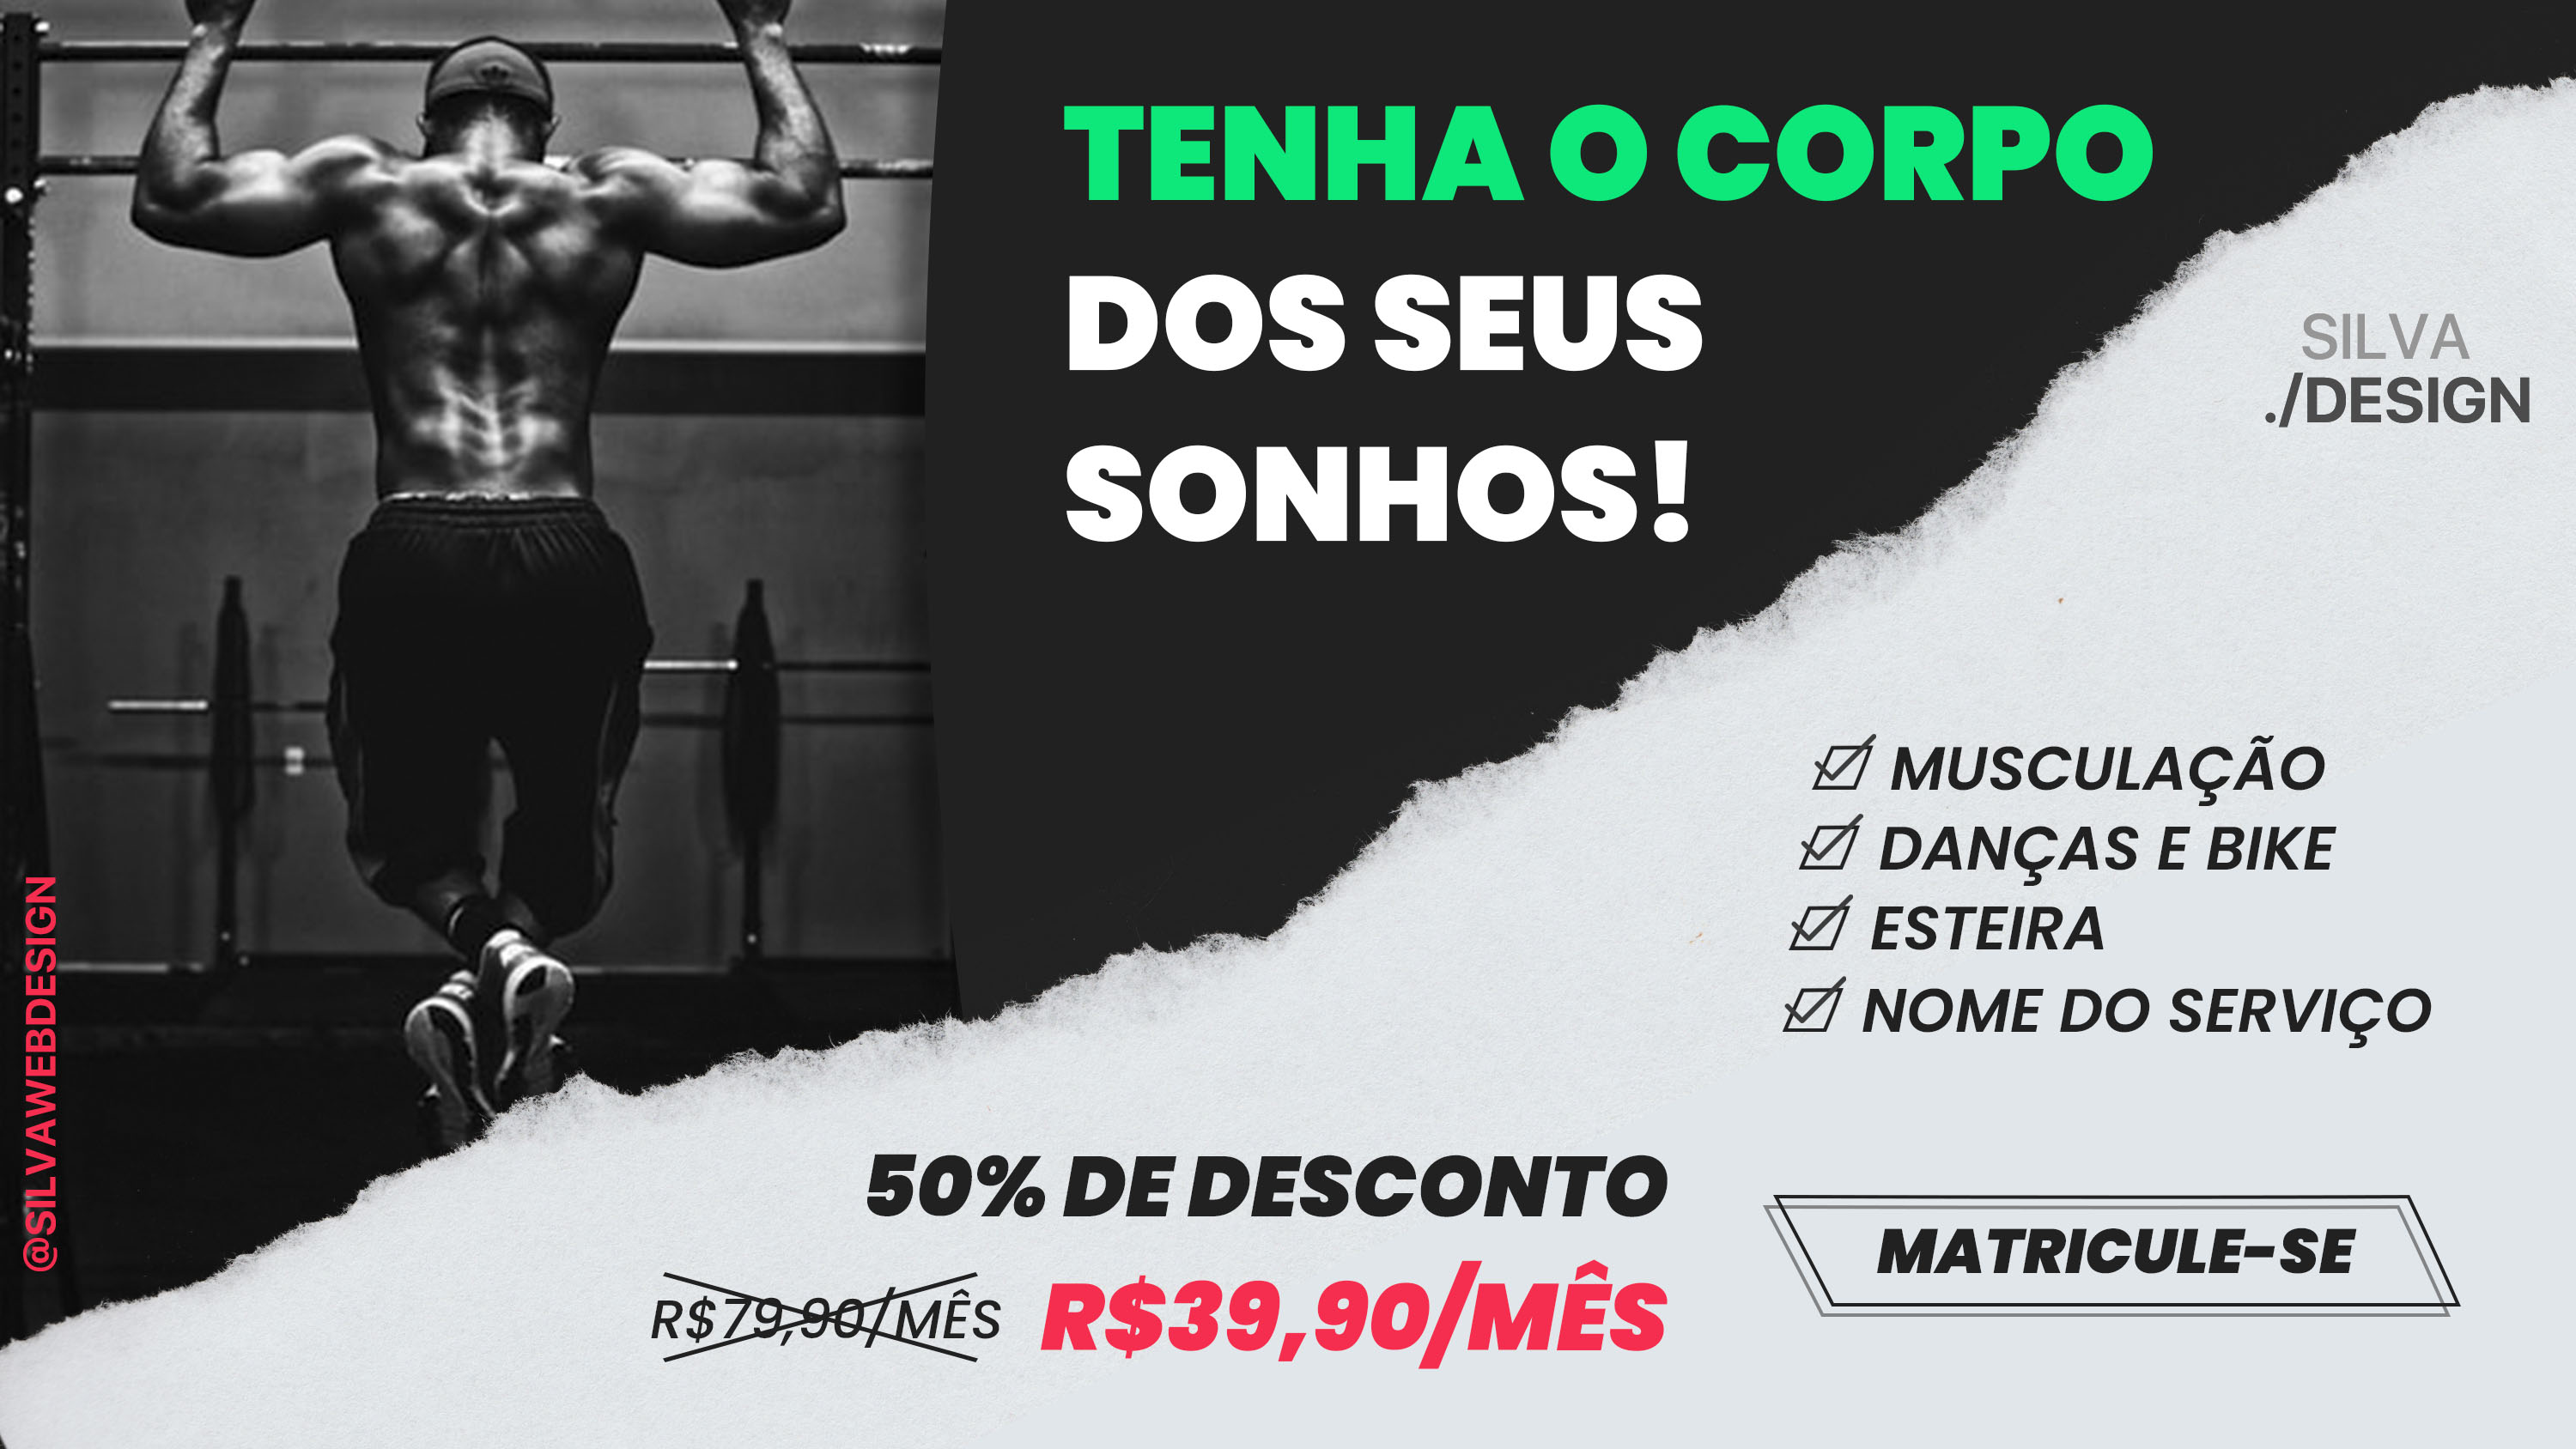 TENHA O CORPO
DOS SEUS
SONHOS!
SILVA
./DESIGN
MUSCULAÇÃO
DANÇAS E BIKE
ESTEIRA
NOME DO SERVIÇO
50% DE DESCONTO
R$79,90/MÊS R$39,90/MÊS
MATRICULE-SE
@SILVAWEBDESIGN